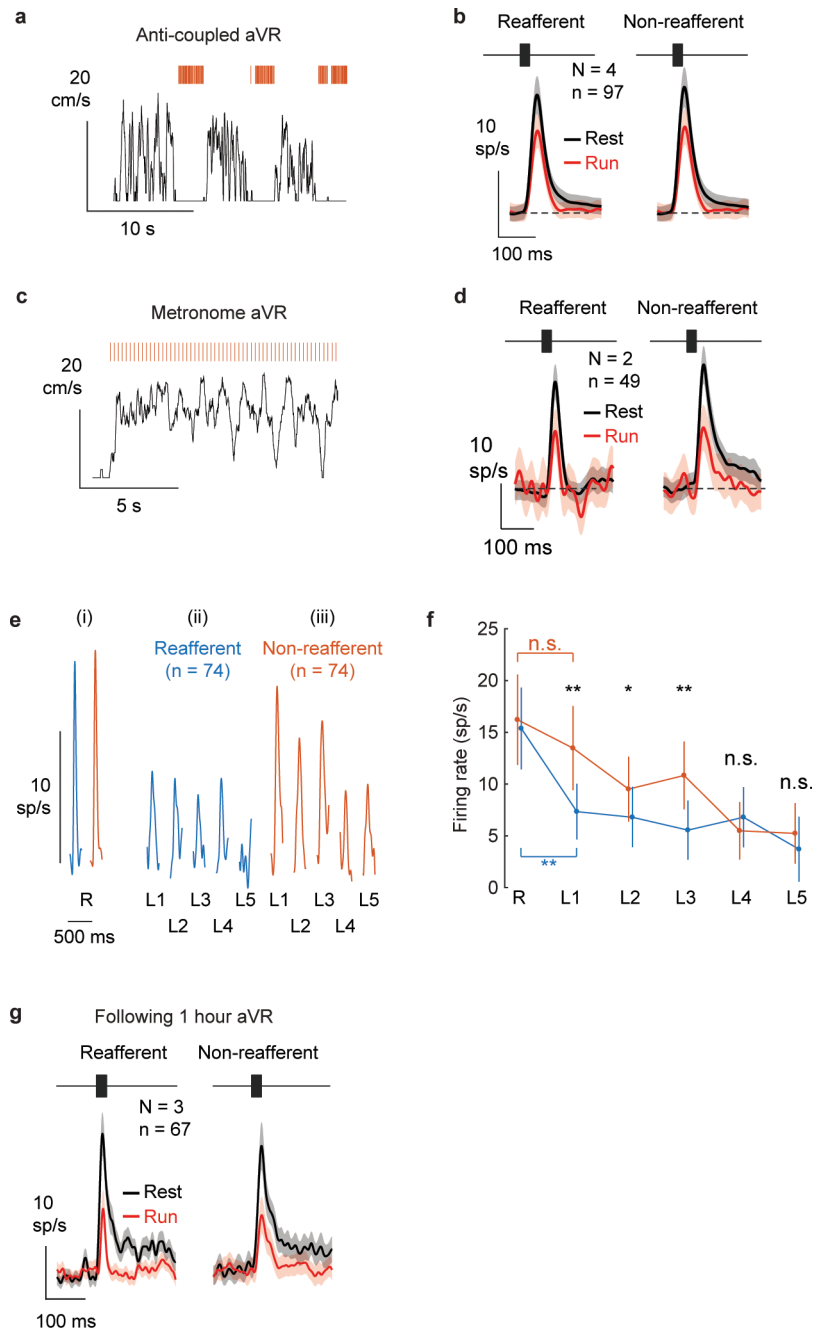 a
Anti-coupled aVR
20
cm/s
10 s
b
Reafferent Non-reafferent
N = 4
n = 97
10
sp/s
Rest
Run
100 ms
c
Metronome aVR
20
cm/s
5 s
d
Reafferent Non-reafferent
N = 2
n = 49
Rest
Run
10
sp/s
100 ms
e
(i) (ii) (iii)
Reafferent Non-reafferent
(n = 74) (n = 74)
10
sp/s
R L1 L3 L5 L1 L3 L5
L2 L4 L2 L4
500 ms
f
25
20
15
10
5
0
Firing rate (sp/s)
n.s.
** * **
n.s.
n.s.
**
R L1 L2 L3 L4 L5
g
Following 1 hour aVR
Reafferent Non-reafferent
N = 3
n = 67
Rest
Run
10
sp/s
100 ms